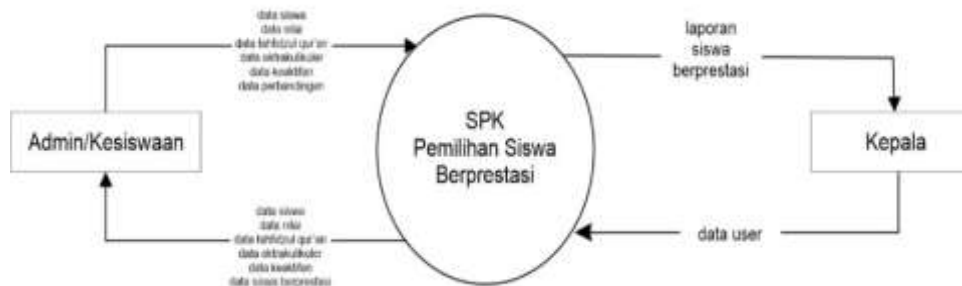 data siswa
data nilai
data tahfidzul qur'an
data ektrakulikuler
data keaktifan
data perbandingan
laporan
siswa
berprestasi
Admin/Kesiswaan
SPK
Pemilihan Siswa
Berprestasi
Kepala
data siswa
data nilai
data tahfidzul qur'an
data ektrakulikuler
data keaktifan
data siswa berprestasi
data user